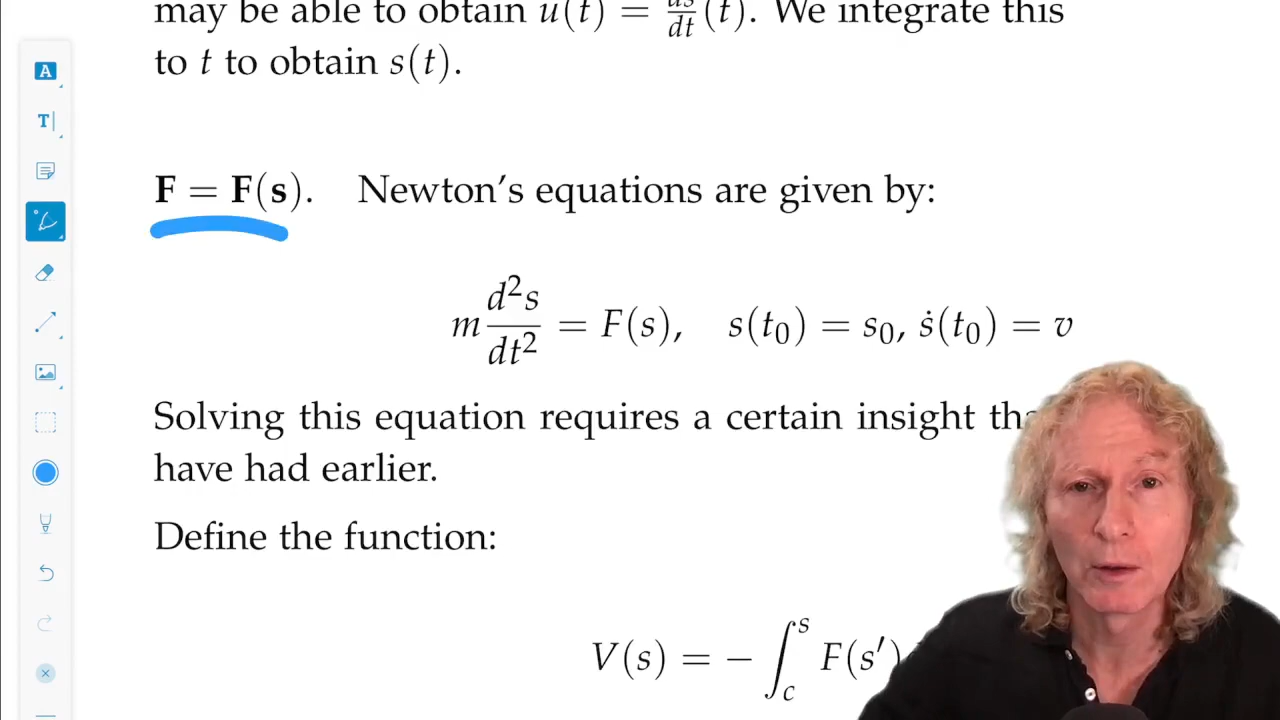 may be able to obtain u(t) = ds/dt (t). We integrate this
to t to obtain s(t).
F = F(s). Newton's equations are given by:
m d²s/dt² = F(s), s(t₀) = s₀, ṡ(t₀) = v
Solving this equation requires a certain insight
have had earlier.
Define the function:
V(s) = − ∫_c^s F(s′)